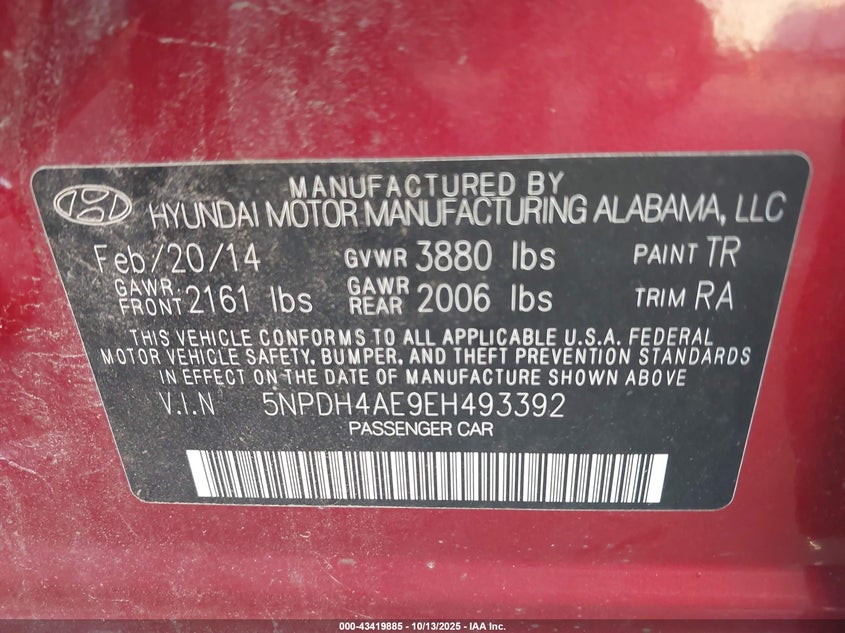 MANUFACTURED BY
HYUNDAI MOTOR MANUFACTURING ALABAMA, LLC
Feb/20/14 GVWR 3880 lbs PAINT TR
GAWR FRONT 2161 lbs GAWR REAR 2006 lbs TRIM RA
THIS VEHICLE CONFORMS TO ALL APPLICABLE U.S.A. FEDERAL
MOTOR VEHICLE SAFETY, BUMPER, AND THEFT PREVENTION STANDARDS
IN EFFECT ON THE DATE OF MANUFACTURE SHOWN ABOVE
V.I.N 5NPDH4AE9EH493392
PASSENGER CAR
000-43419885 - 10/13/2025 - IAA Inc.